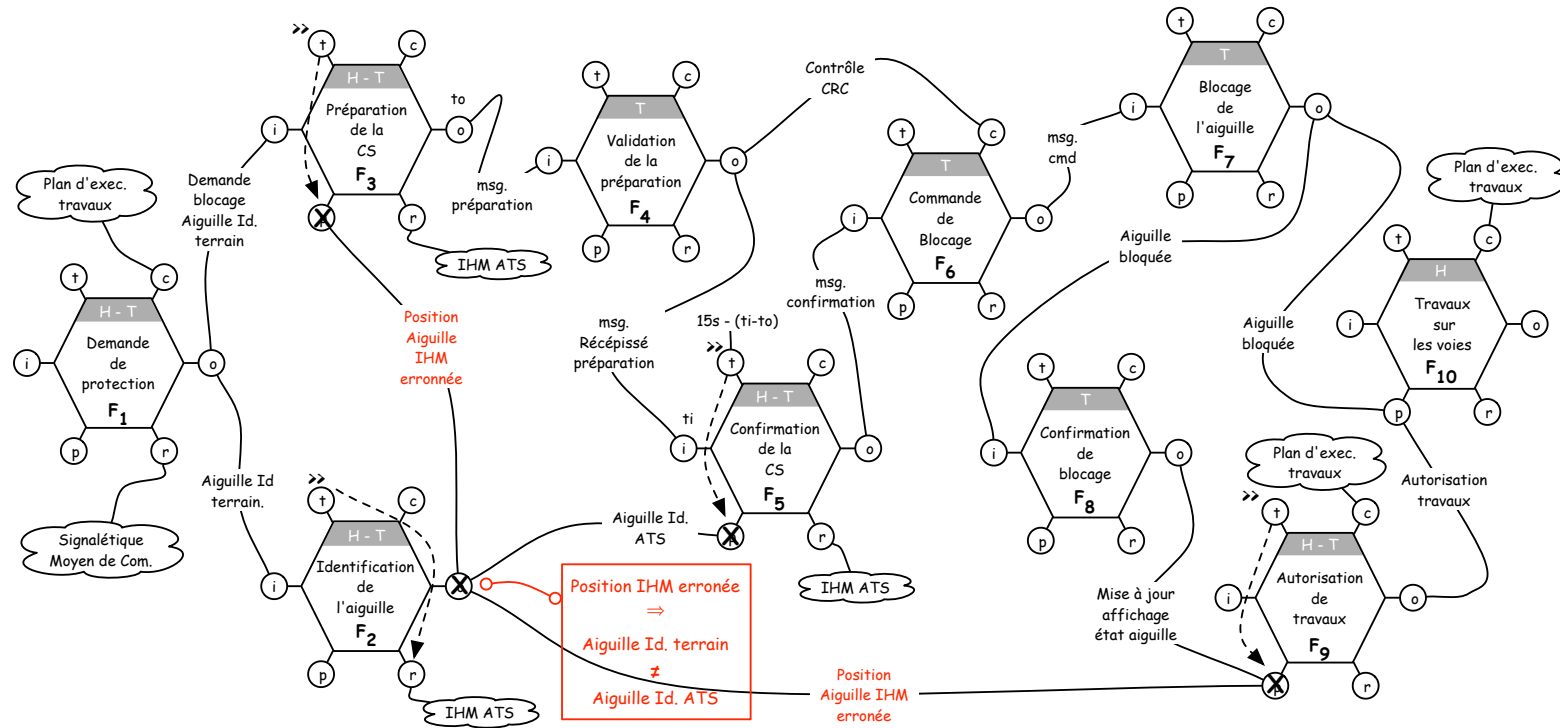 >>
t
c
H - T
Préparation
de la
CS
F3
i
to
o
r
IHM ATS
msg.
préparation
t
c
T
Validation
de la
préparation
F4
i
o
p
r
Contrôle
CRC
t
c
T
Commande
de
Blocage
F6
i
o
p
r
msg.
cmd
t
c
T
Blocage
de
l'aiguille
F7
i
o
p
r
Plan d'exec.
travaux
Demande
blocage
Aiguille Id.
terrain
t
c
H - T
Demande
de
protection
F1
i
o
p
r
Signalétique
Moyen de Com.
Aiguille Id
terrain.
Position
Aiguille
IHM
erronnée
>>
t
c
H - T
Identification
de
l'aiguille
F2
i
p
r
IHM ATS
Aiguille Id.
ATS
msg.
Récépissé
préparation
msg.
confirmation
15s - (ti-to)
>>
t
c
H - T
Confirmation
de la
CS
F5
ti
i
o
r
IHM ATS
Position IHM erronée
⇒
Aiguille Id. terrain
≠
Aiguille Id. ATS
Aiguille
bloquée
t
c
T
Confirmation
de
blocage
F8
i
o
p
r
Mise à jour
affichage
état aiguille
Position
Aiguille IHM
erronée
Aiguille
bloquée
Plan d'exec.
travaux
t
c
H
Travaux
sur
les voies
F10
i
o
p
r
Autorisation
travaux
Plan d'exec.
travaux
>>
t
c
H - T
Autorisation
de
travaux
F9
i
o
r